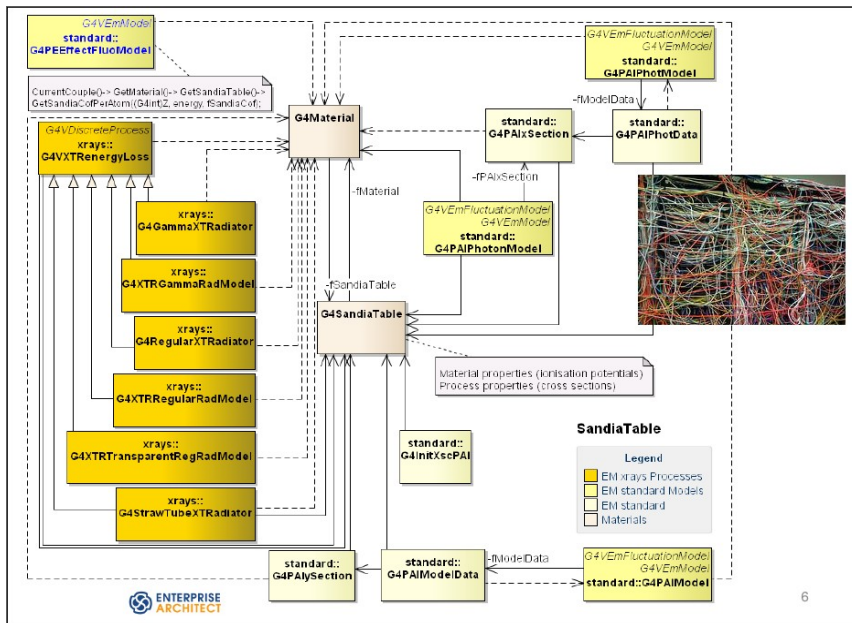 G4VEmModel
standard::
G4PEEffectFluoModel
CurrentCouple()-> GetMaterial()-> GetSandiaTable()->
GetSandiaCofPerAtom((G4int)Z, energy, fSandiaCof);
G4VDiscreteProcess
xrays::
G4VXTRenergyLoss
xrays::
G4GammaXTRadiator
xrays::
G4XTRGammaRadModel
xrays::
G4RegularXTRadiator
xrays::
G4XTRRegularRadModel
xrays::
G4XTRTransparentRegRadModel
xrays::
G4StrawTubeXTRadiator
G4Material
-fMaterial
-fSandiaTable
G4SandiaTable
standard::
G4PAIxSection
-fPAIxSection
G4VEmFluctuationModel
G4VEmModel
standard::
G4PAIPhotonModel
G4VEmFluctuationModel
G4VEmModel
standard::
G4PAIPhotModel
-fModelData
standard::
G4PAIPhotData
Material properties (ionisation potentials)
Process properties (cross sections)
standard::
G4InitXscPAI
SandiaTable
Legend
EM xrays Processes
EM standard Models
EM standard
Materials
standard::
G4PAIySection
standard::
G4PAIModelData
-fModelData
G4VEmFluctuationModel
G4VEmModel
standard::G4PAIModel
ENTERPRISE
ARCHITECT
6